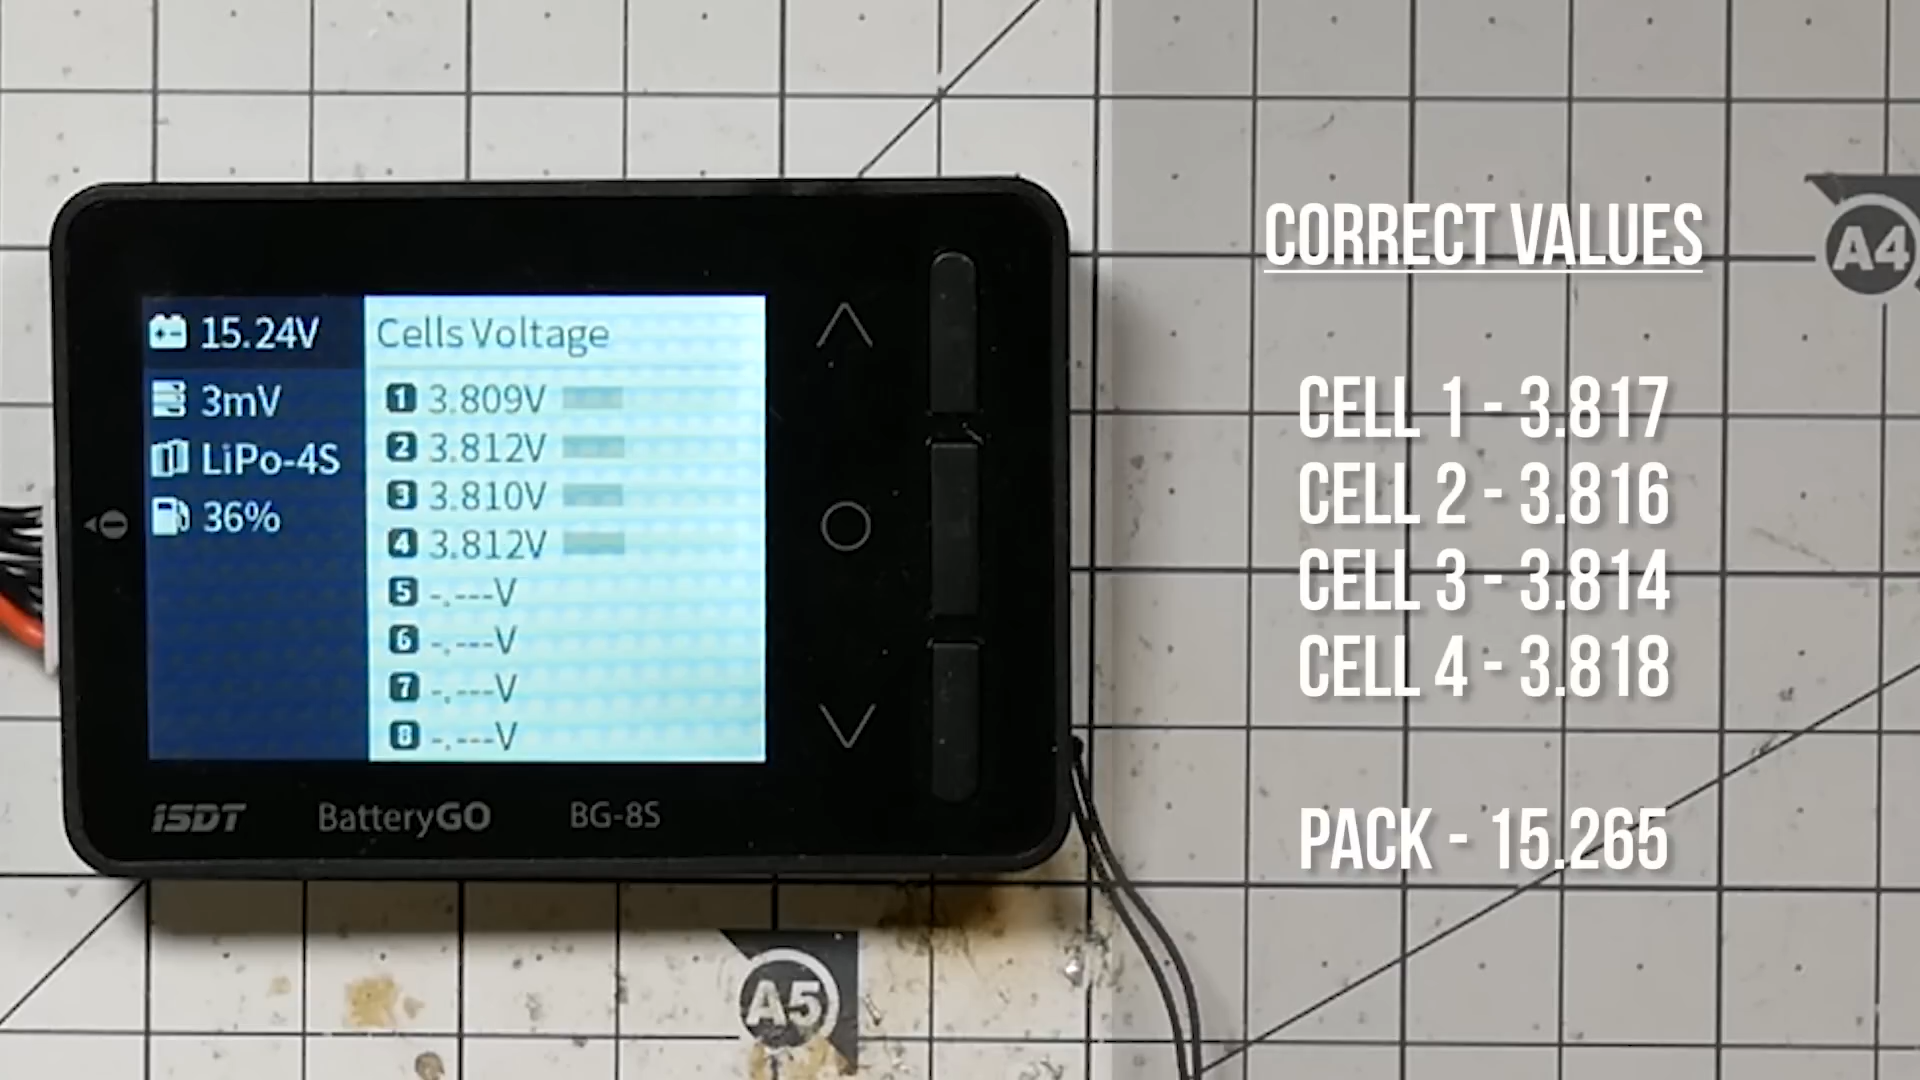 15.24V
3mV
LiPo-4S
36%
Cells Voltage
1 3.809V
2 3.812V
3 3.810V
4 3.812V
5 -.---V
6 -.---V
7 -.---V
8 -.---V
iSDT BatteryGO BG-8S
CORRECT VALUES
CELL 1 - 3.817
CELL 2 - 3.816
CELL 3 - 3.814
CELL 4 - 3.818
PACK - 15.265
A4
A5